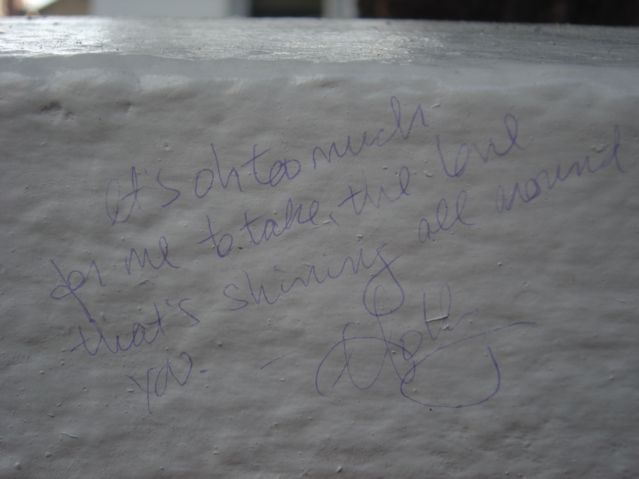 it's oh too much
for me to take, the love
that's shining all around
you. -